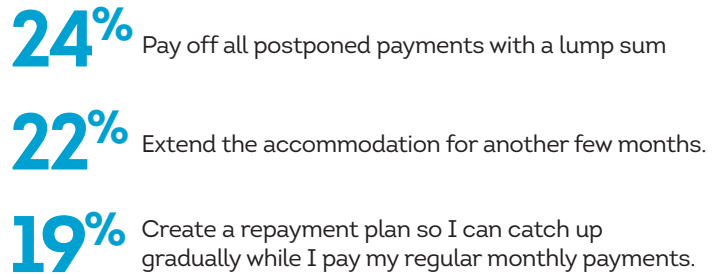 24% Pay off all postponed payments with a lump sum
22% Extend the accommodation for another few months.
19% Create a repayment plan so I can catch up
gradually while I pay my regular monthly payments.